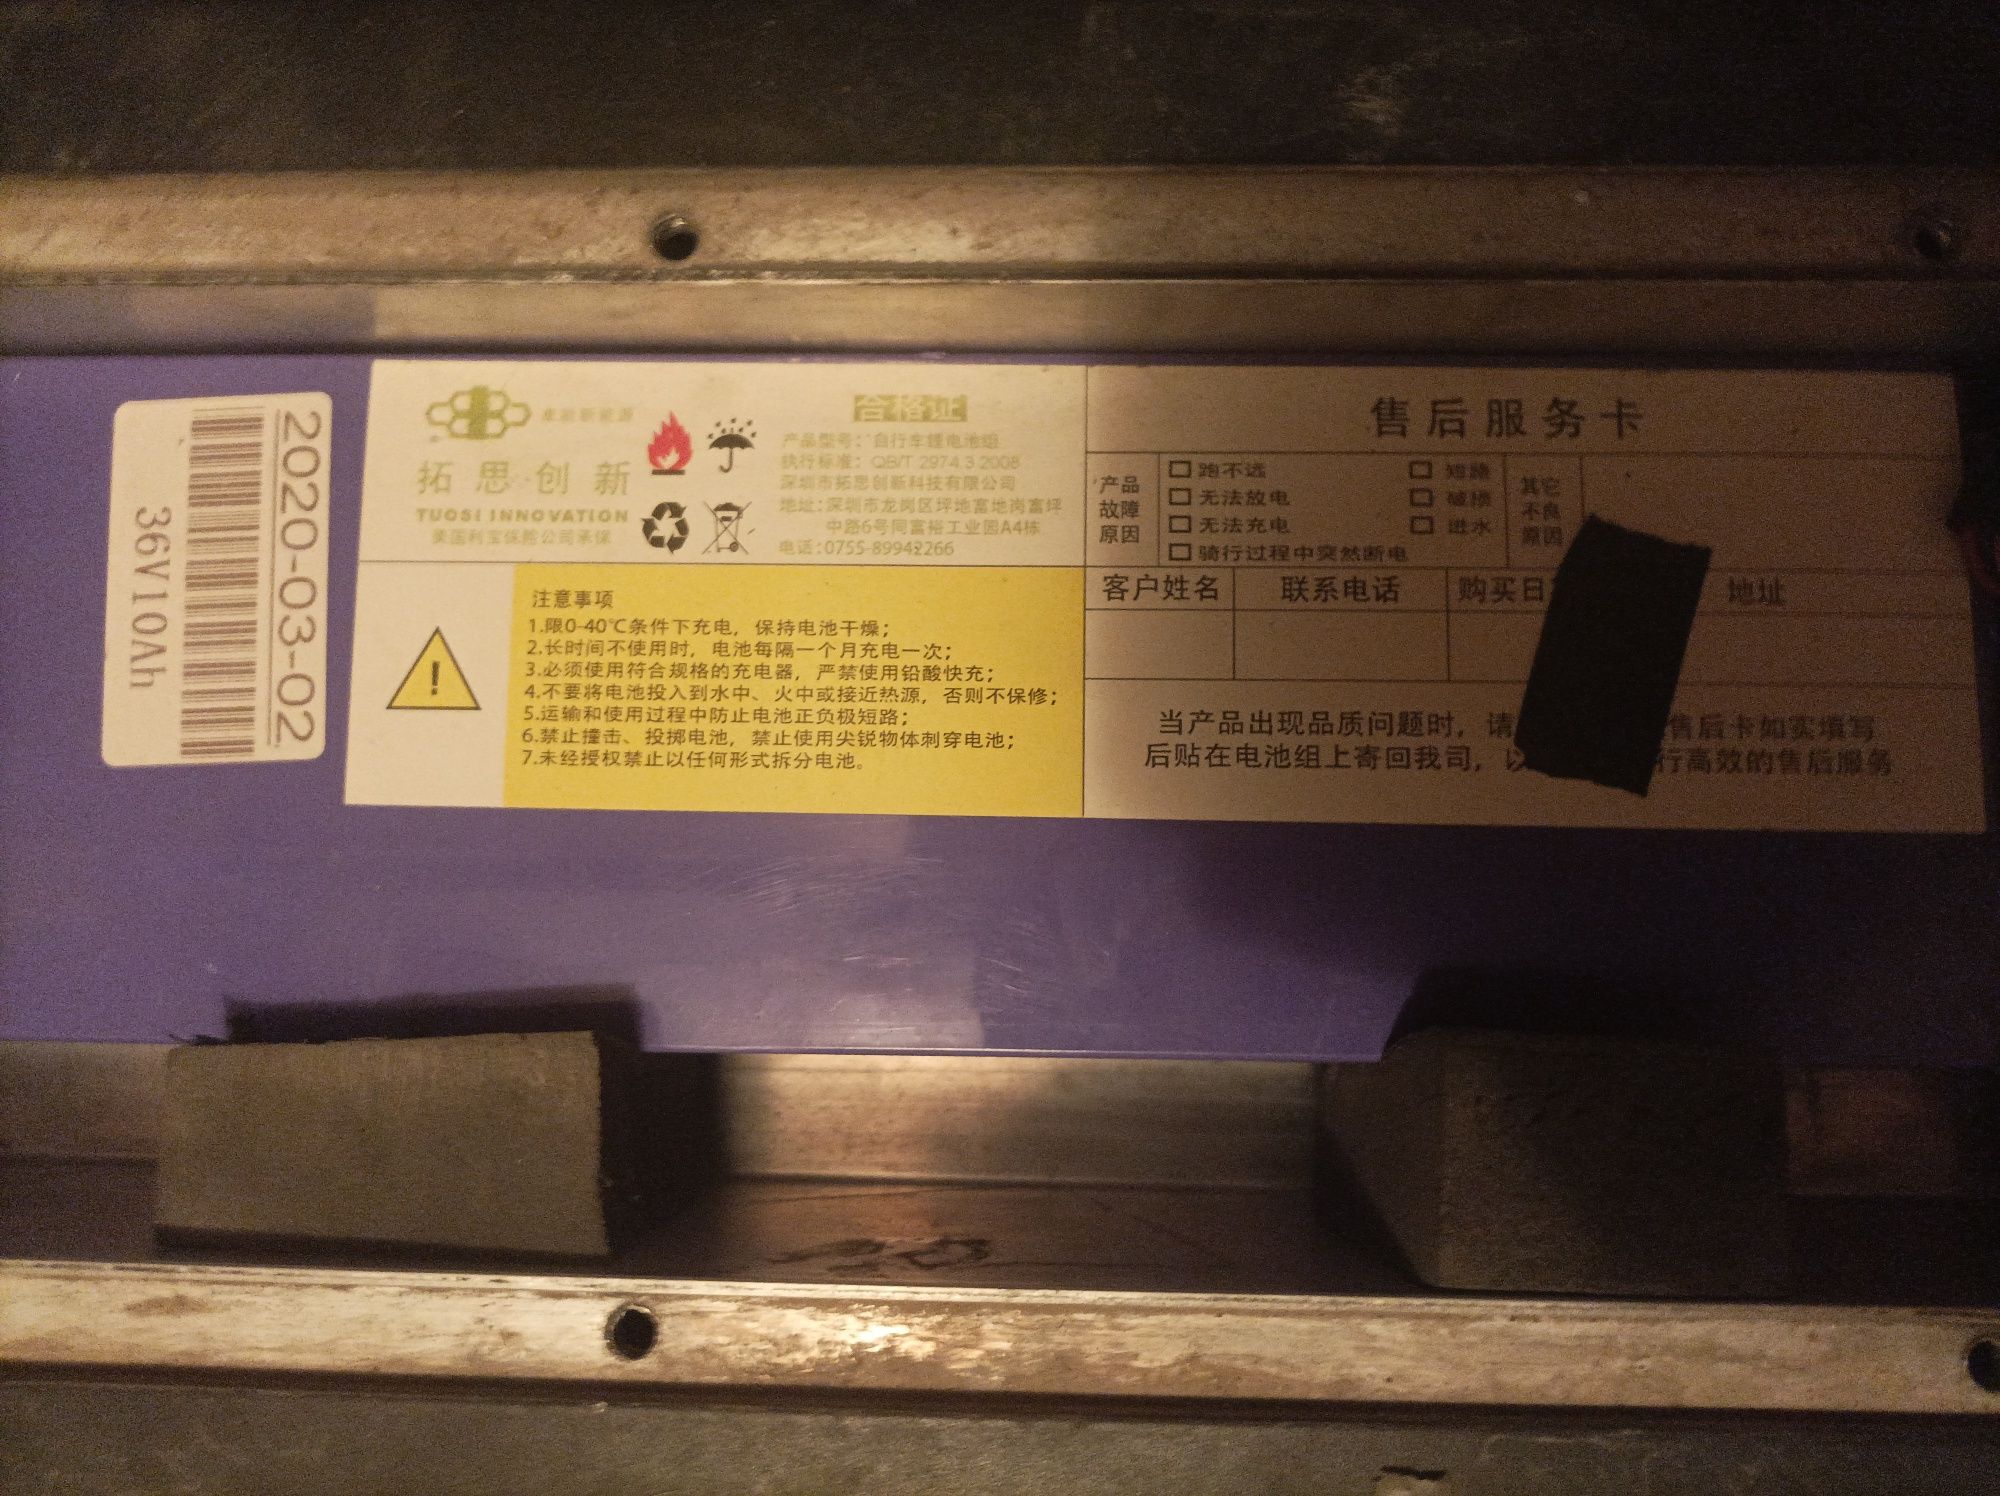 2020-03-02
36V10Ah
卓能新能源
拓思创新
TUOSI INNOVATION
美国利宝保险公司承保
合格证
产品型号：自行车锂电池组
执行标准：QB/T 2974.3 2008
深圳市拓思创新科技有限公司
地址：深圳市龙岗区坪地富地岗富坪
中路6号同富裕工业园A4栋
电话：0755-89942266
注意事项
1.限0-40℃条件下充电，保持电池干燥；
2.长时间不使用时，电池每隔一个月充电一次；
3.必须使用符合规格的充电器，严禁使用铅酸快充；
4.不要将电池投入到水中、火中或接近热源，否则不保修；
5.运输和使用过程中防止电池正负极短路；
6.禁止撞击、投掷电池，禁止使用尖锐物体刺穿电池；
7.未经授权禁止以任何形式拆分电池。
售后服务卡
产品故障原因
跑不远 短路
无法放电 碰撞
无法充电 进水
骑行过程中突然断电
其它不良原因
客户姓名 联系电话 购买日 地址
当产品出现品质问题时，请 售后卡如实填写
后贴在电池组上寄回我司，以 行高效的售后服务